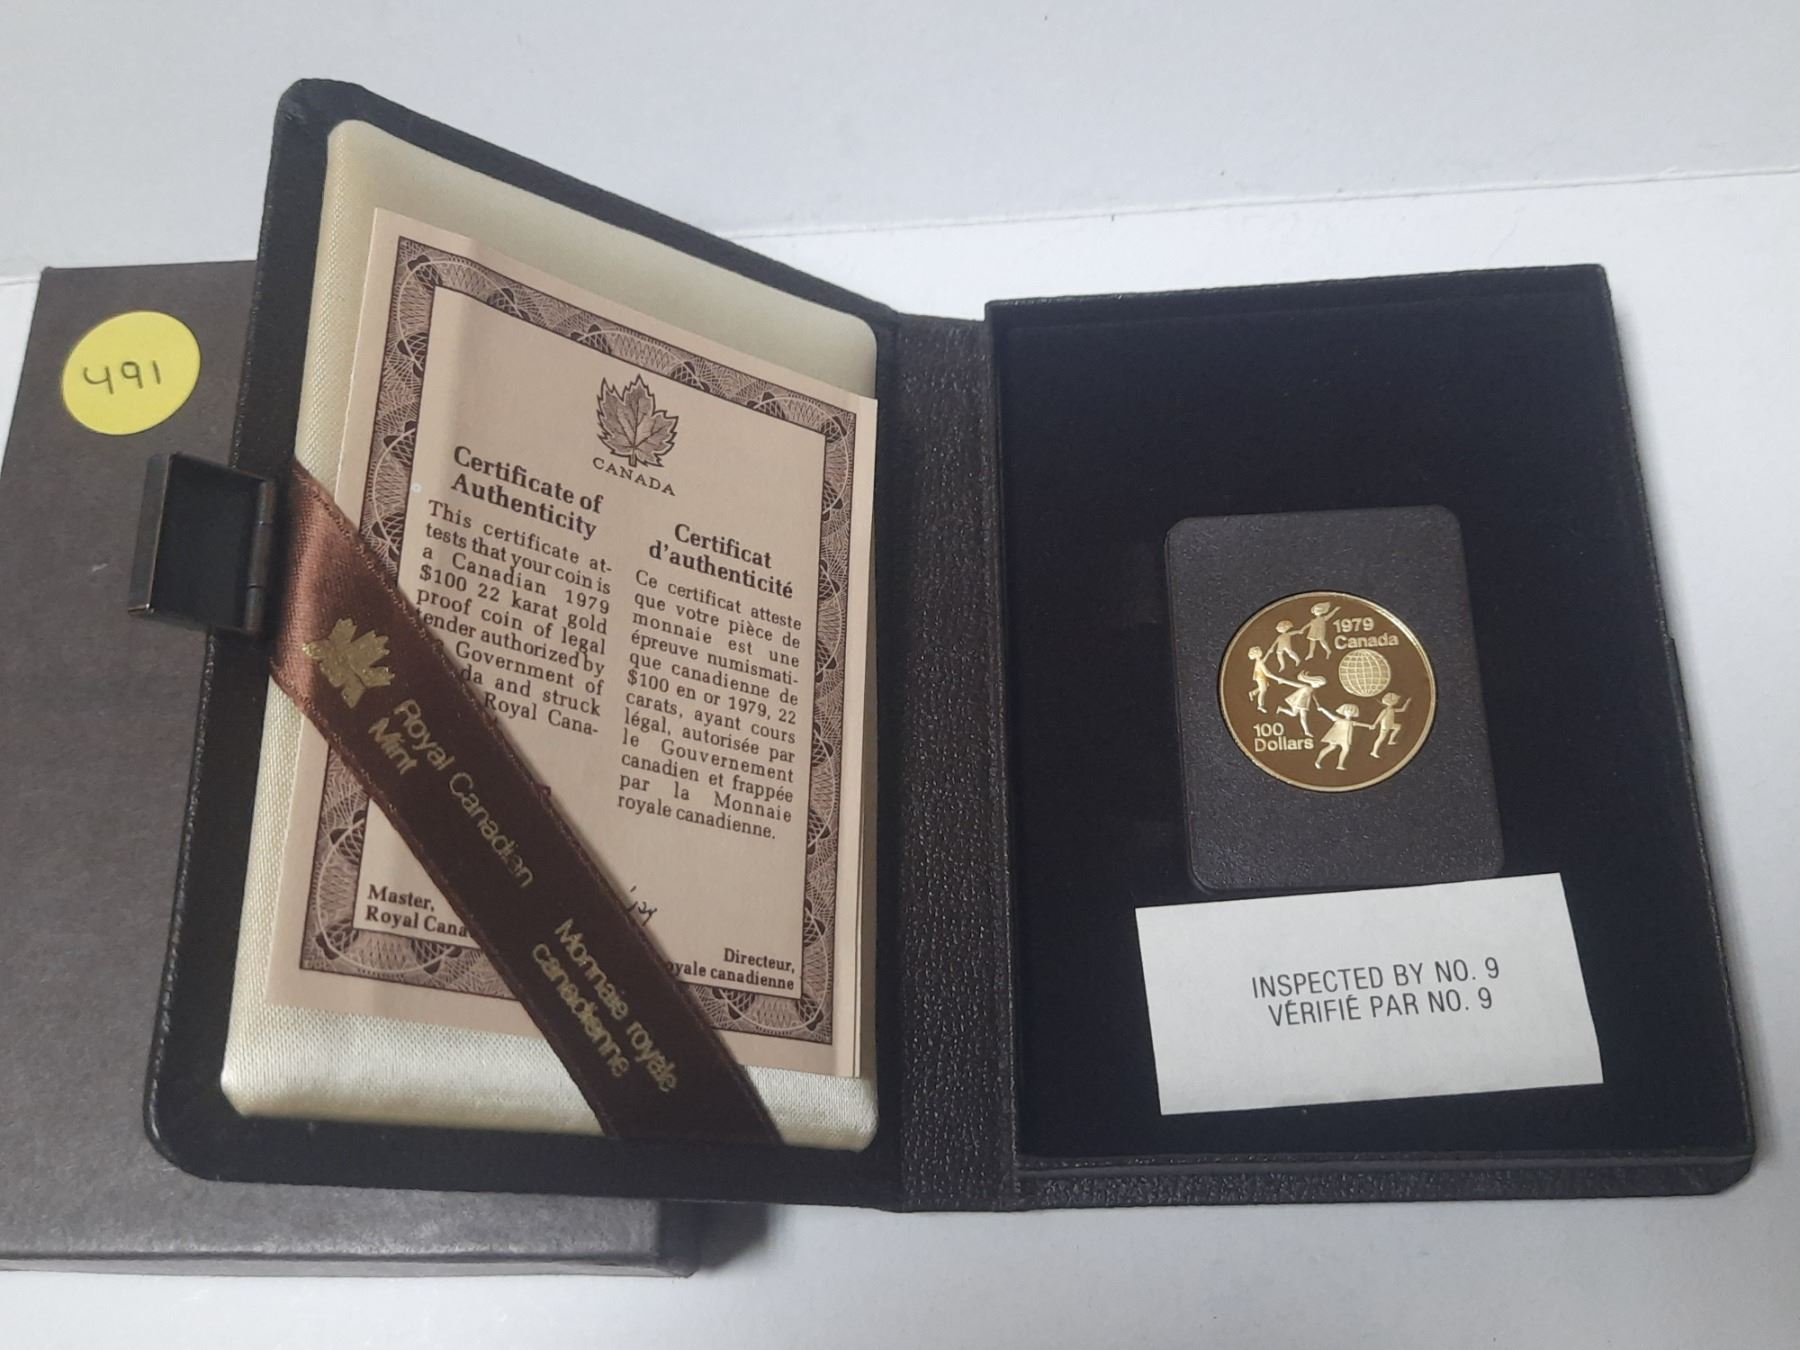 491
CANADA
Certificate of
Authenticity
This certificate at-
tests that your coin is
a Canadian 1979
$100 22 karat gold
proof coin of legal
tender authorized by
Government of
da and struck
Royal Cana-
Certificat
d'authenticité
Ce certificat atteste
que votre pièce de
monnaie est une
épreuve numismati-
que canadienne de
$100 en or 1979, 22
carats, ayant cours
légal, autorisée par
le Gouvernement
canadien et frappée
par la Monnaie
royale canadienne.
Master,
Royal Cana
Directeur,
oyale canadienne
Royal Canadian
Mint
Monnaie royale
canadienne
1979
Canada
100
Dollars
INSPECTED BY NO. 9
VÉRIFIÉ PAR NO. 9